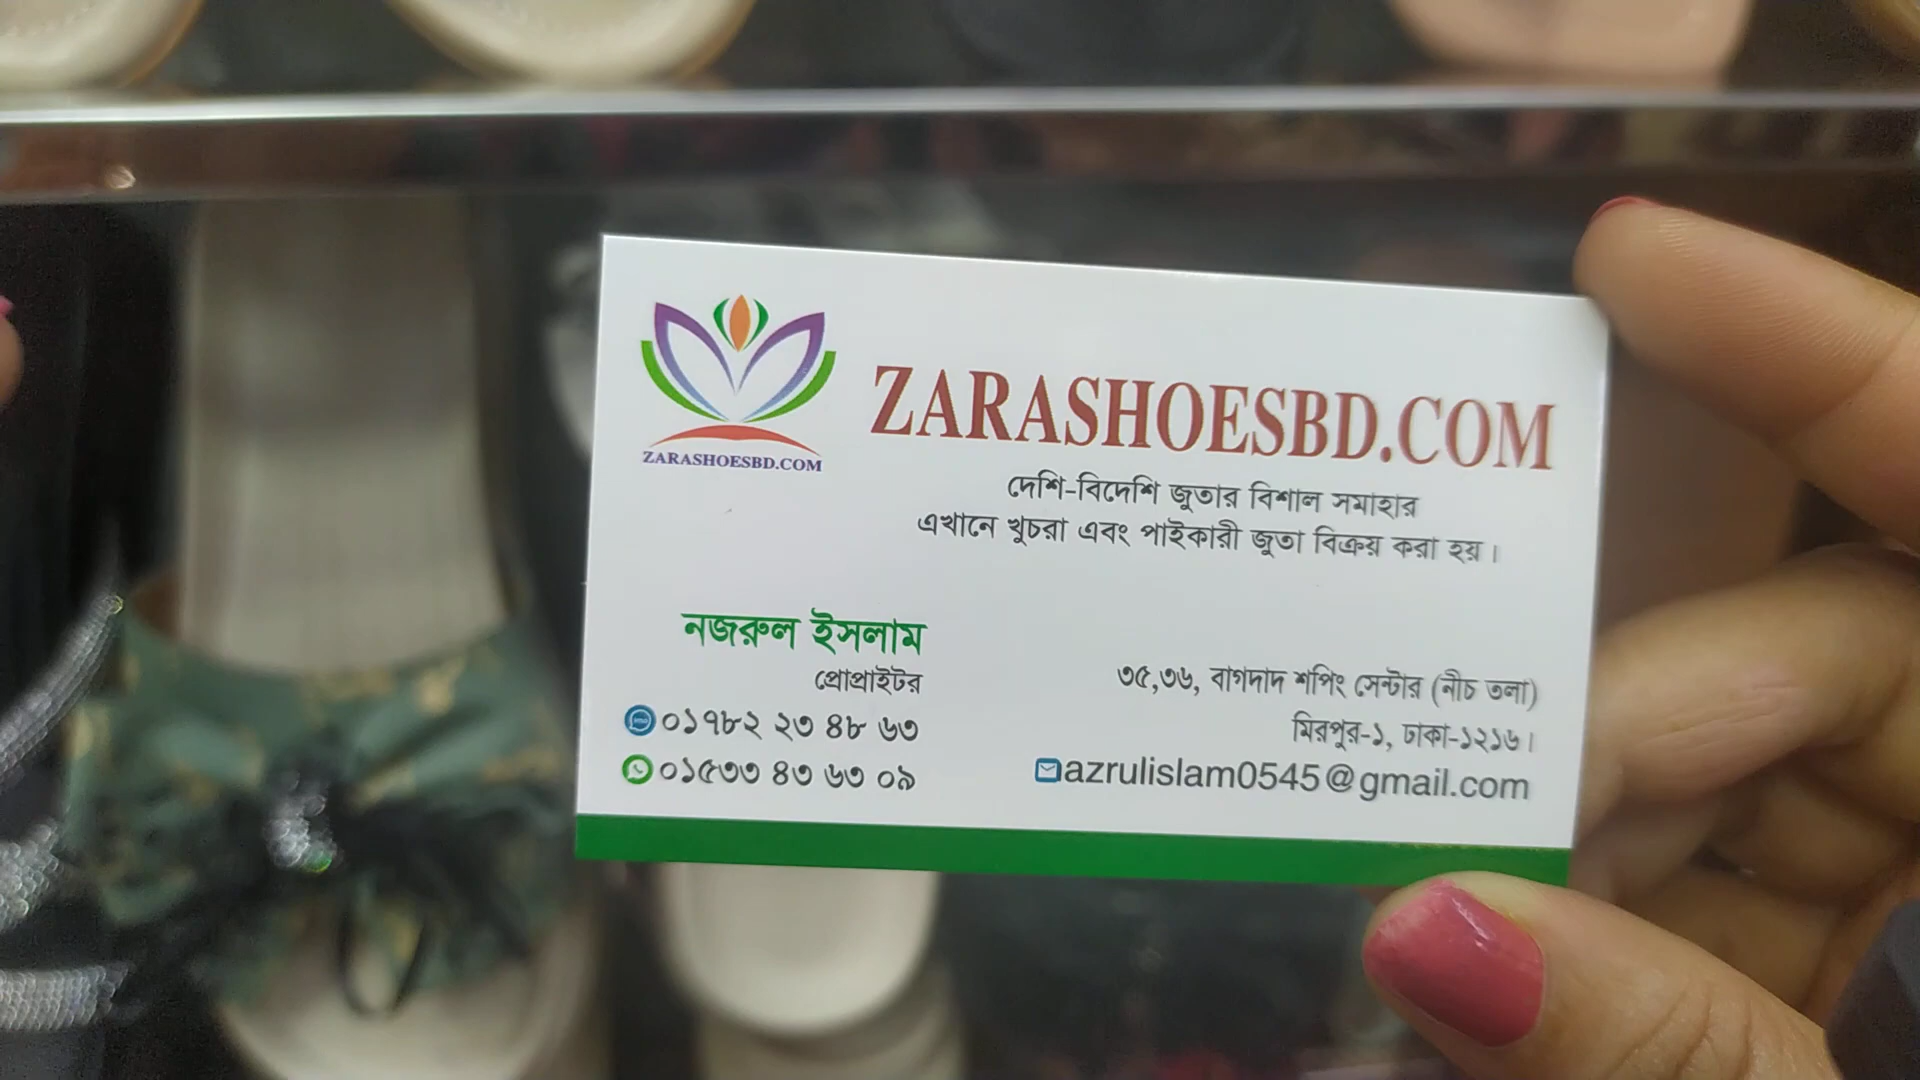 ZARASHOESBD.COM
ZARASHOESBD.COM
দেশি-বিদেশি জুতার বিশাল সমাহার
এখানে খুচরা এবং পাইকারী জুতা বিক্রয় করা হয়।
নজরুল ইসলাম
প্রোপ্রাইটর
০১৭৮২ ২৩ ৪৮ ৬৩
০১৫৩৩ ৪৩ ৬৩ ০৯
৩৫,৩৬, বাগদাদ শপিং সেন্টার (নীচ তলা)
মিরপুর-১, ঢাকা-১২১৬।
azrulislam0545@gmail.com